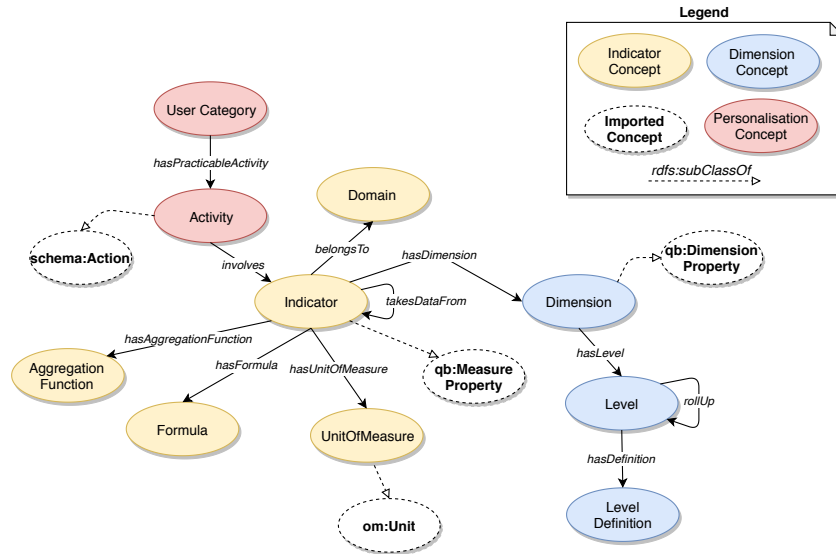 Legend
Indicator
Concept
Dimension
Concept
Imported
Concept
Personalisation
Concept
rdfs:subClassOf
User Category
hasPracticableActivity
Activity
schema:Action
involves
Domain
belongsTo
hasDimension
Indicator
takesDataFrom
qb:Dimension
Property
Dimension
hasAggregationFunction
hasFormula
hasUnitOfMeasure
qb:Measure
Property
hasLevel
Aggregation
Function
Formula
UnitOfMeasure
Level
rollUp
hasDefinition
om:Unit
Level
Definition